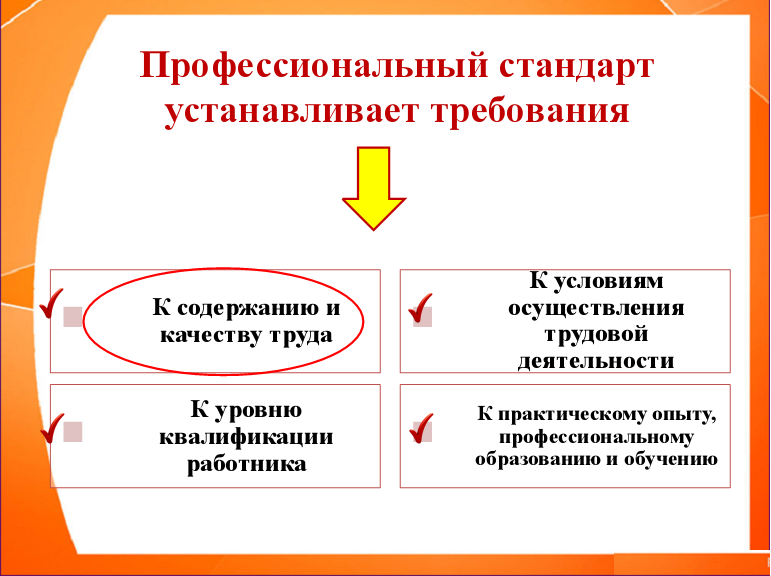 Профессиональный стандарт
устанавливает требования
К содержанию и
качеству труда
К условиям
осуществления
трудовой
деятельности
К уровню
квалификации
работника
К практическому опыту,
профессиональному
образованию и обучению